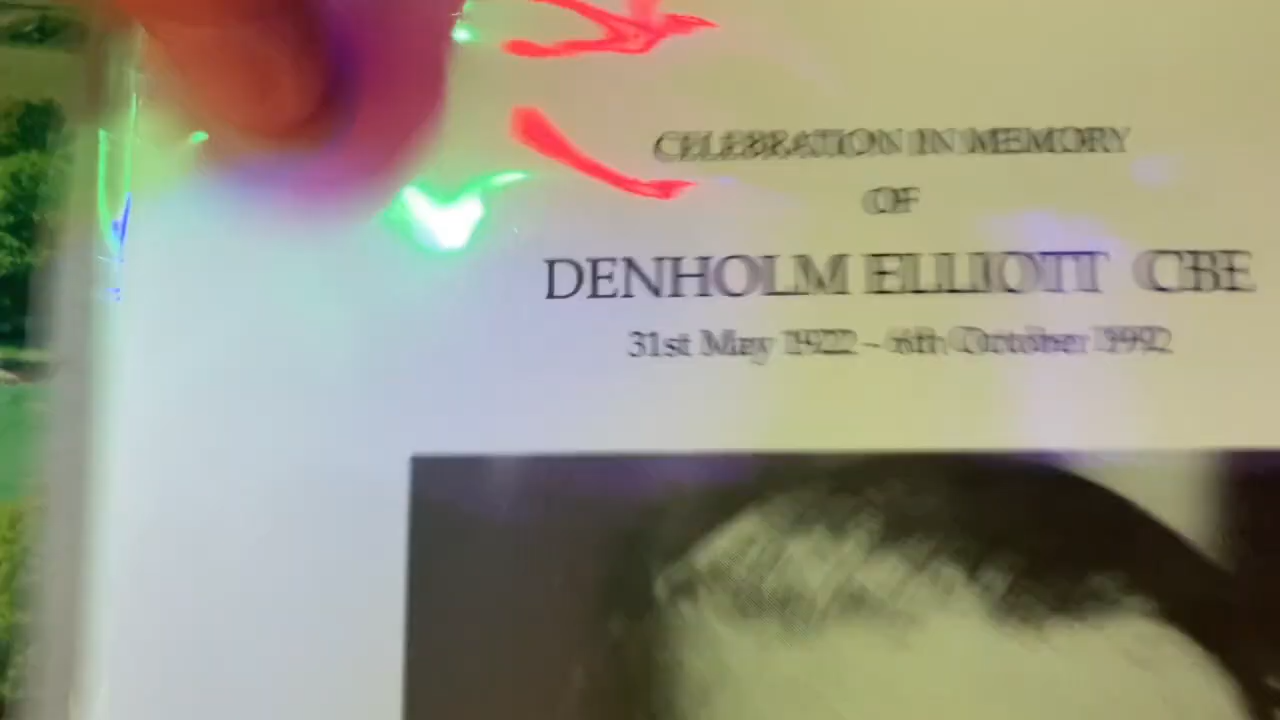 CELEBRATION IN MEMORY
OF
DENHOLM ELLIOTT CBE
31st May 1922 - 6th October 1992